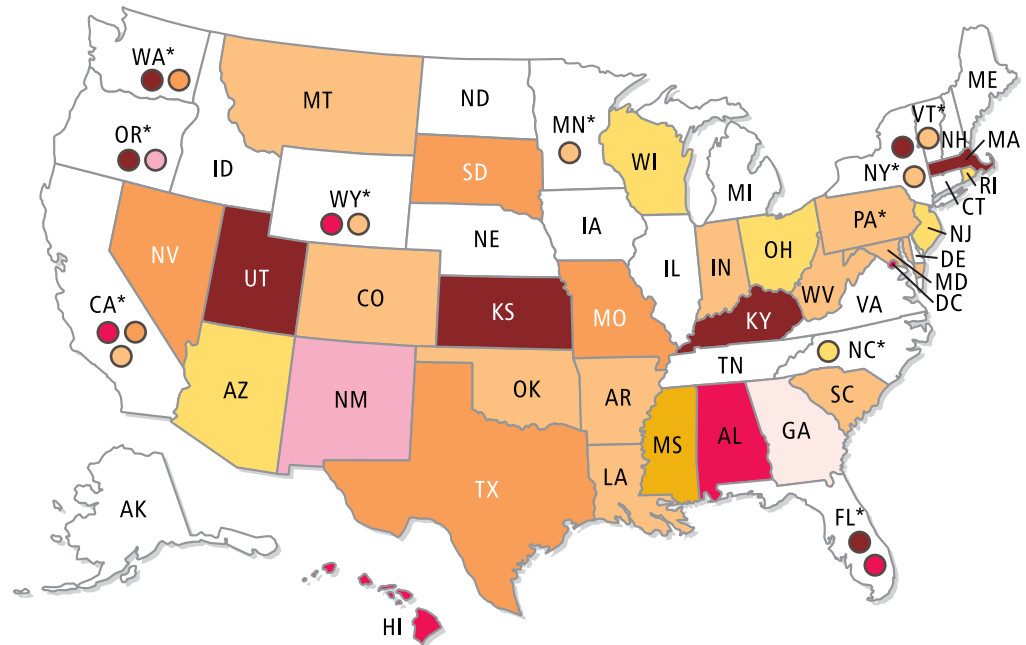 WA*
MT
ND
ME
OR*
ID
MN*
VT*
NH
MA
WI
SD
WY*
NY*
RI
MI
CT
IA
NE
PA*
NJ
NV
OH
DE
IL
IN
UT
CO
WV
MD
CA*
KS
MO
KY
VA
DC
TN
NC*
AZ
NM
OK
AR
SC
MS
AL
GA
LA
TX
AK
FL*
HI